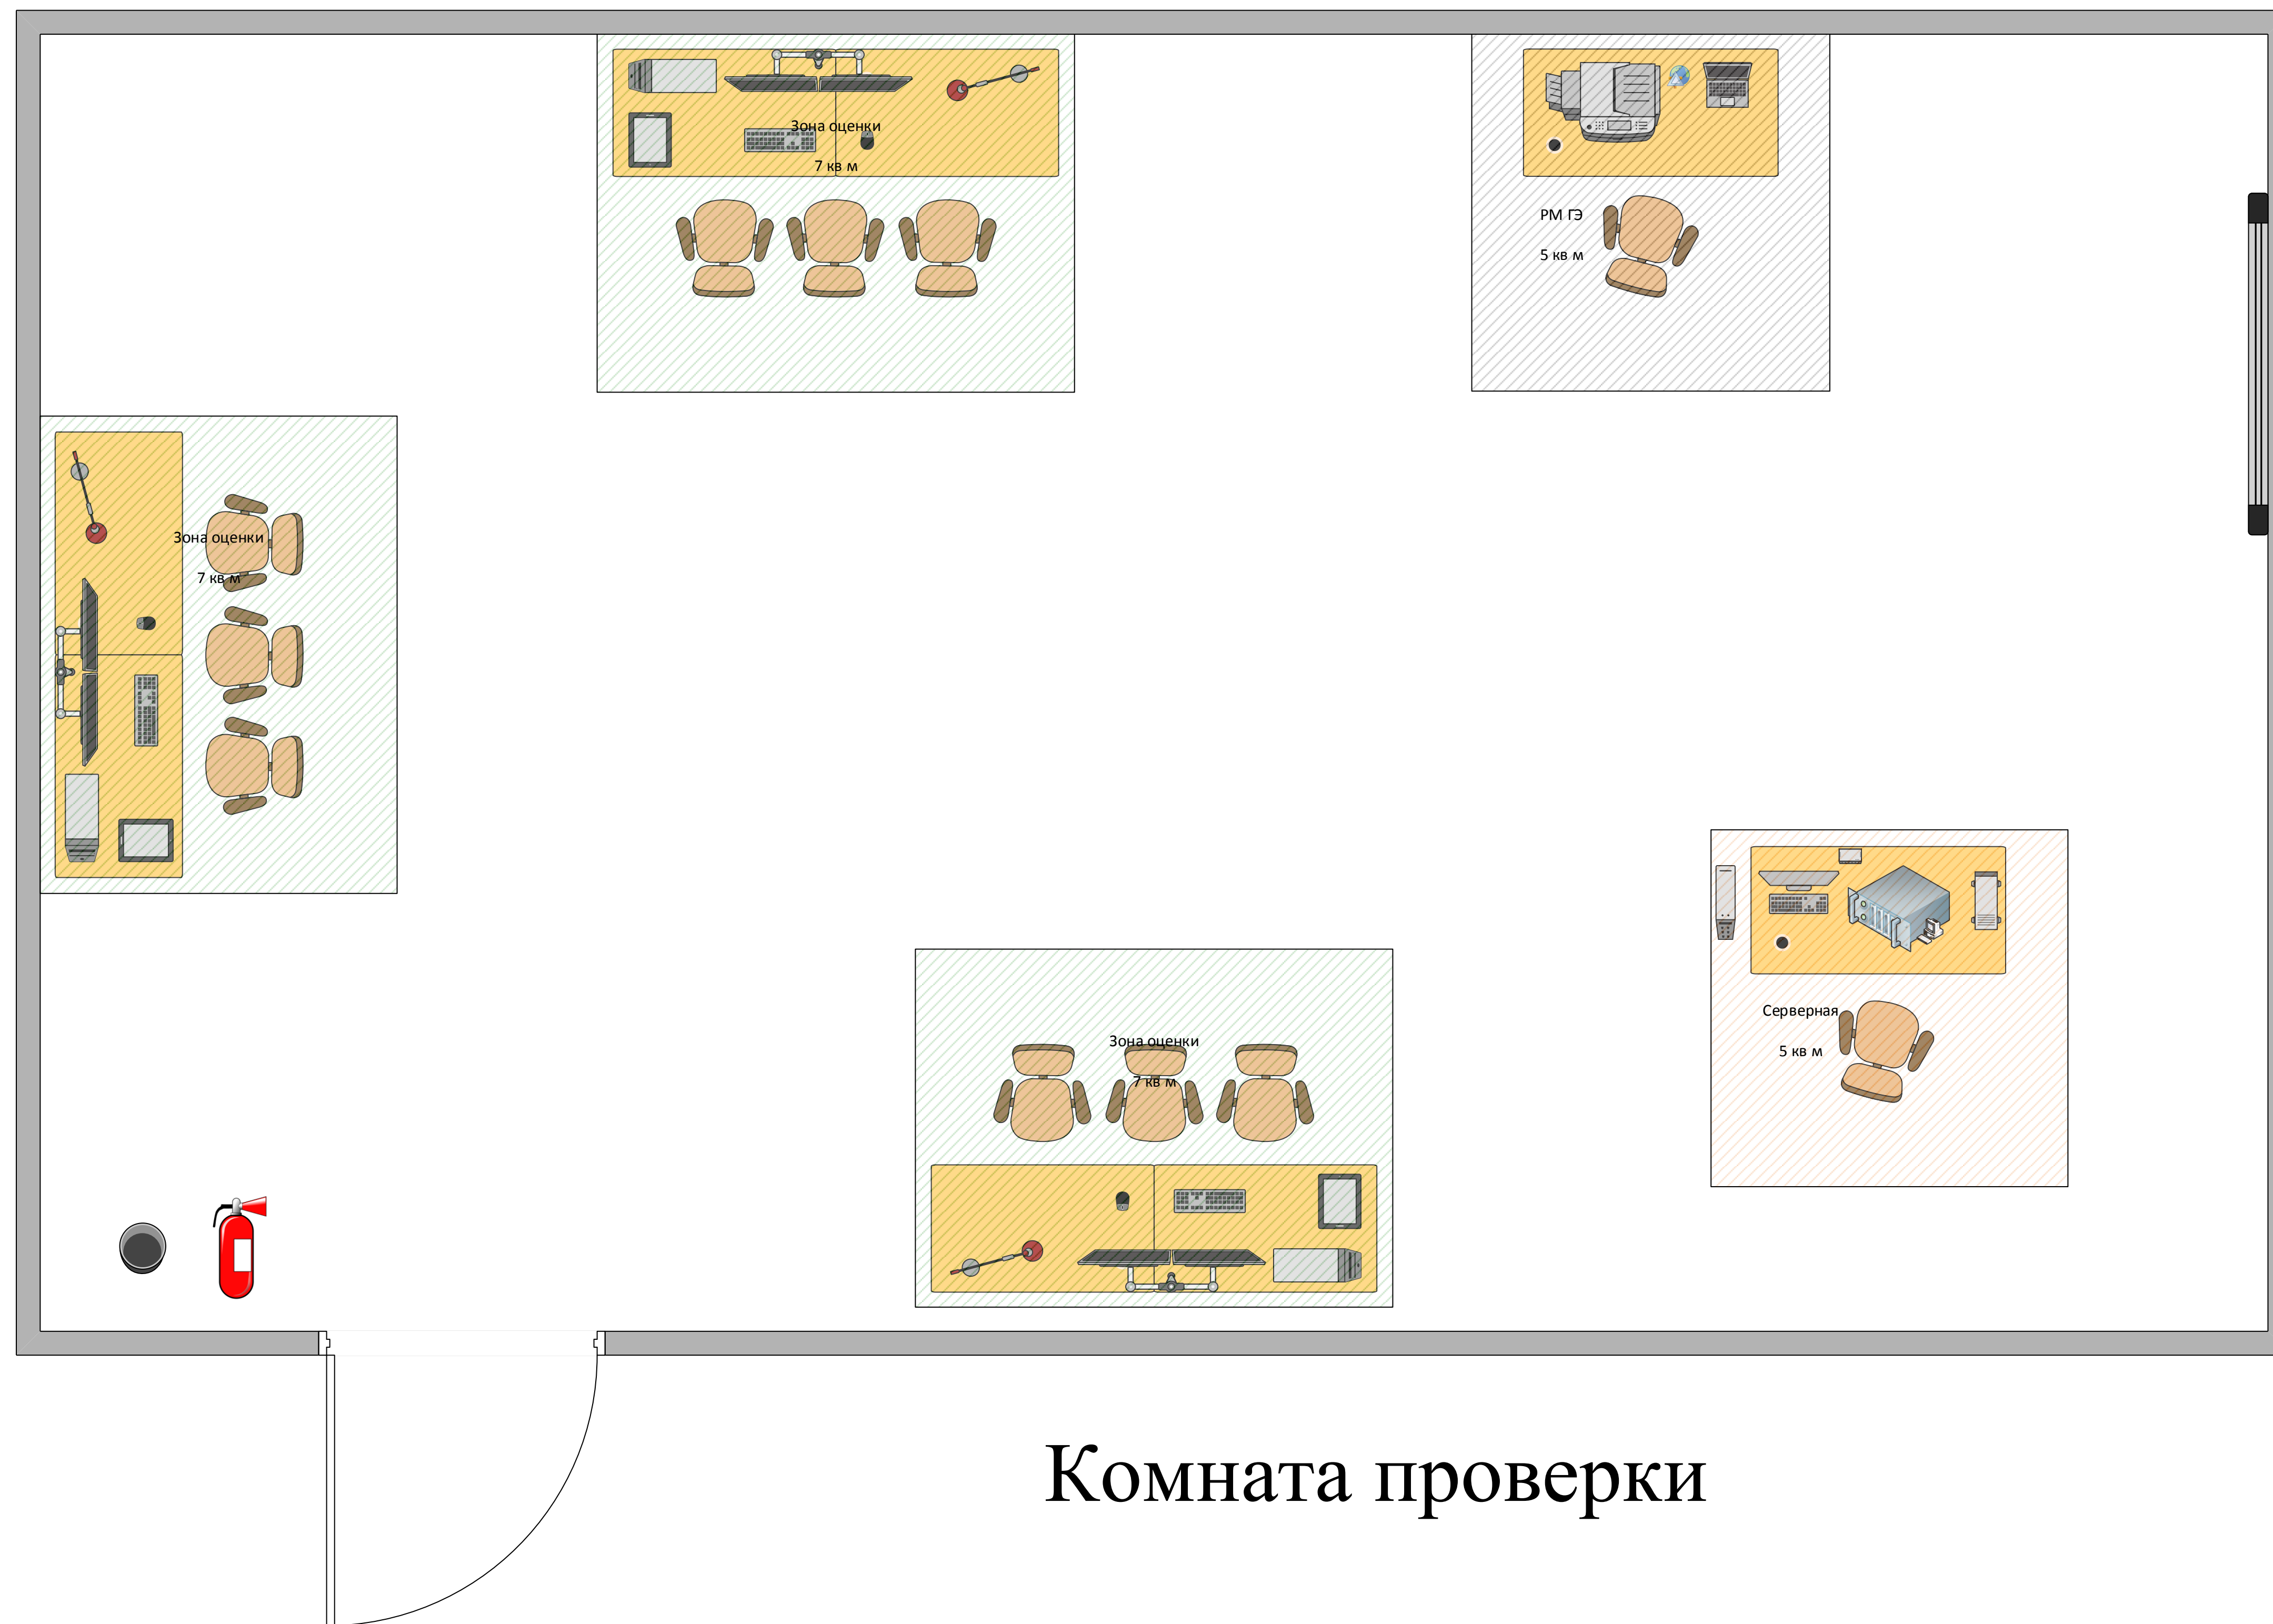 Зона оценки
7 кв м
РМ ГЭ
5 кв м
Зона оценки
7 кв м
Серверная
5 кв м
Зона оценки
7 кв м
Комната проверки